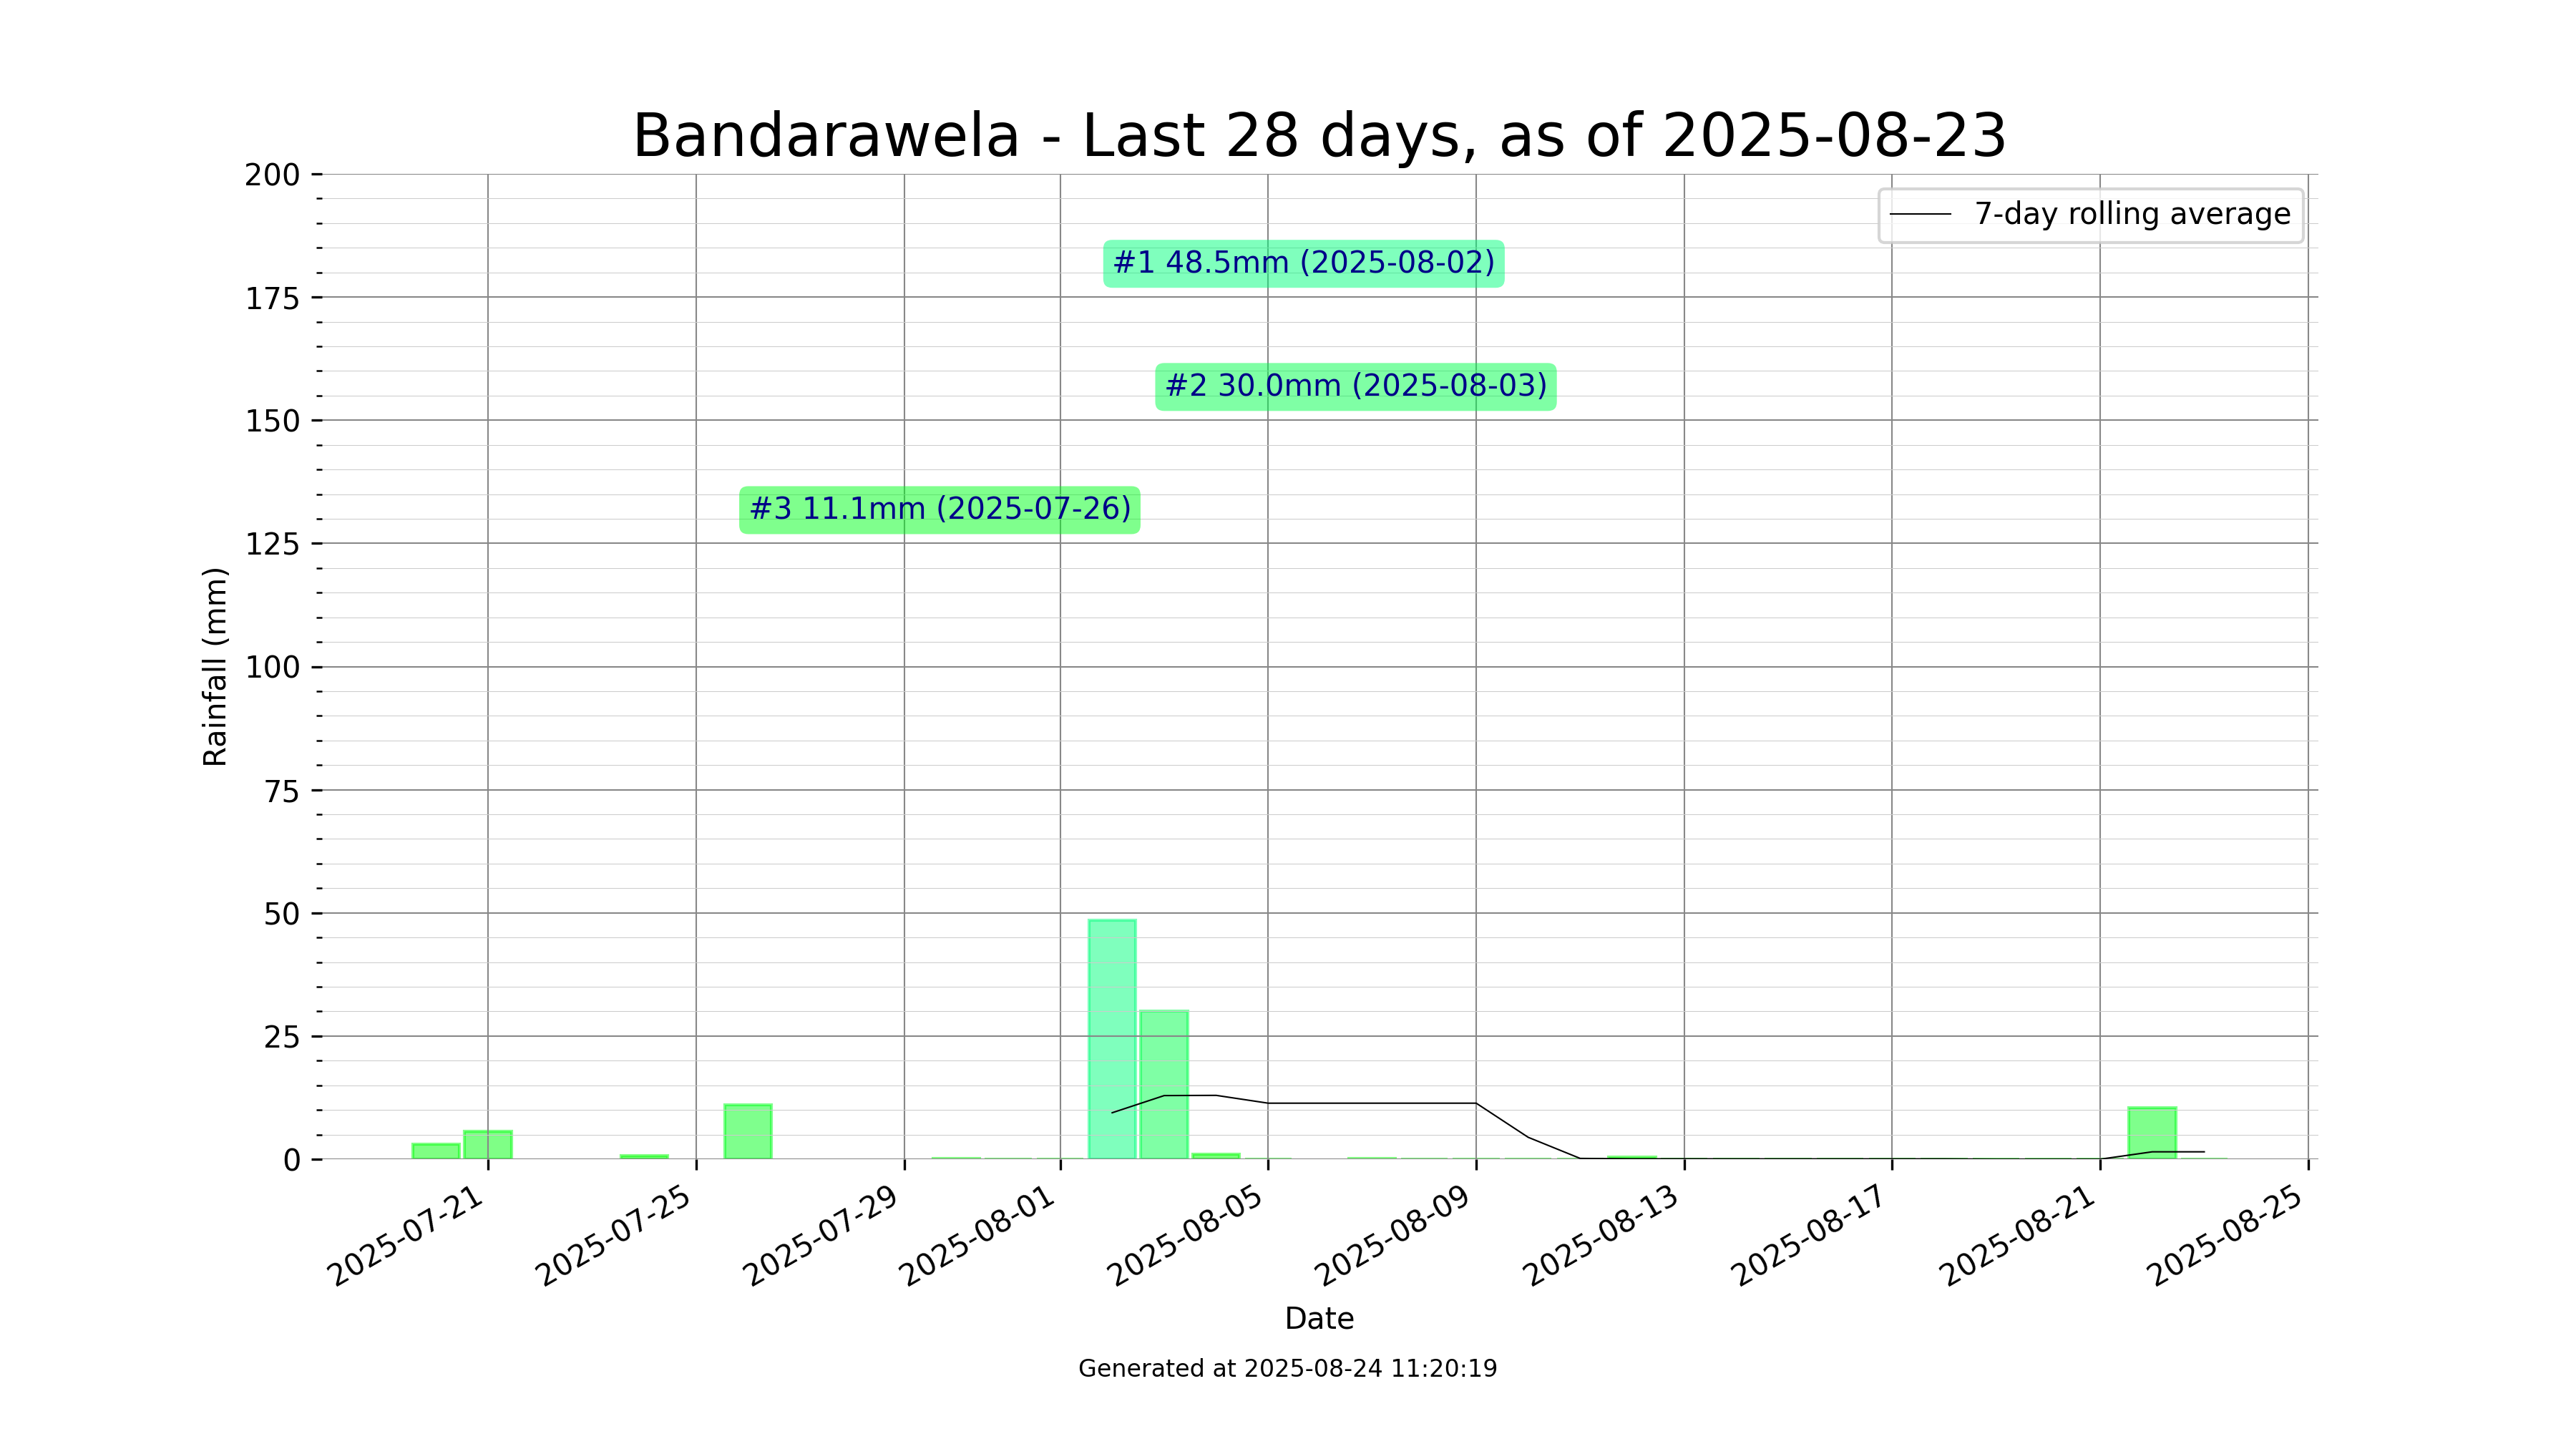 Bandarawela - Last 28 days, as of 2025-08-23
200
175
150
125
100
75
50
25
0
Rainfall (mm)
7-day rolling average
#1 48.5mm (2025-08-02)
#2 30.0mm (2025-08-03)
#3 11.1mm (2025-07-26)
2025-07-21
2025-07-25
2025-07-29
2025-08-01
2025-08-05
2025-08-09
2025-08-13
2025-08-17
2025-08-21
2025-08-25
Date
Generated at 2025-08-24 11:20:19